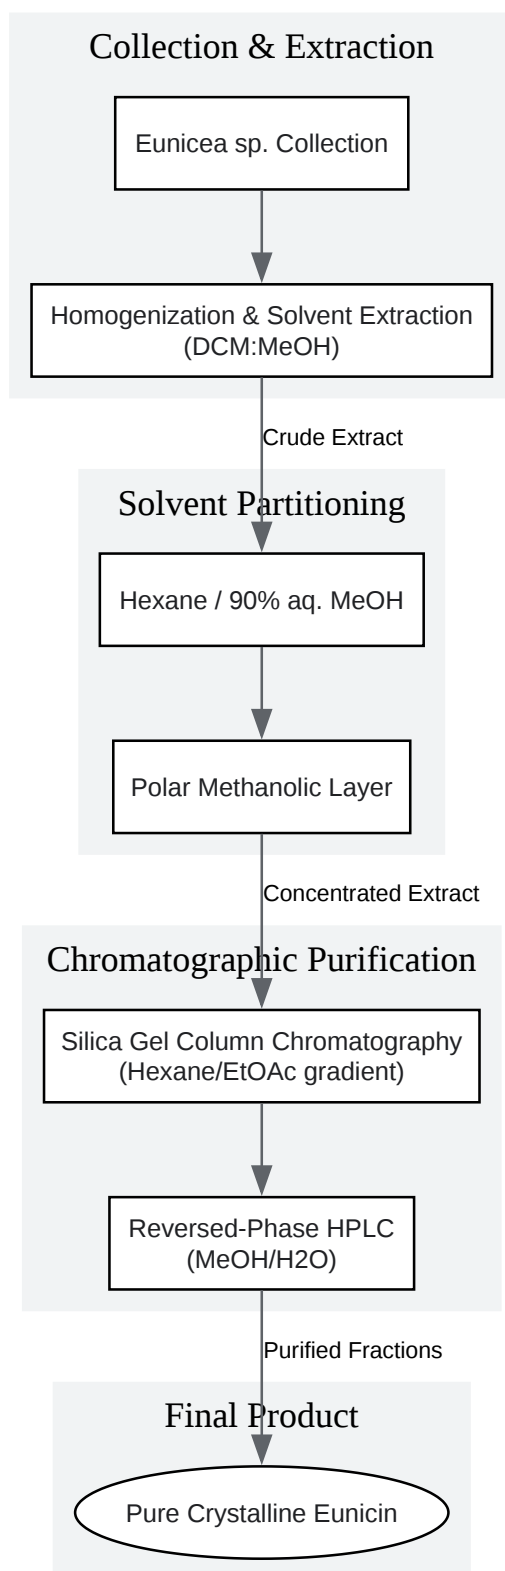 Collection & Extraction
Eunicea sp. Collection
Homogenization & Solvent Extraction
(DCM:MeOH)
Crude Extract
Solvent Partitioning
Hexane / 90% aq. MeOH
Polar Methanolic Layer
Concentrated Extract
Chromatographic Purification
Silica Gel Column Chromatography
(Hexane/EtOAc gradient)
Reversed-Phase HPLC
(MeOH/H2O)
Purified Fractions
Final Product
Pure Crystalline Eunicin